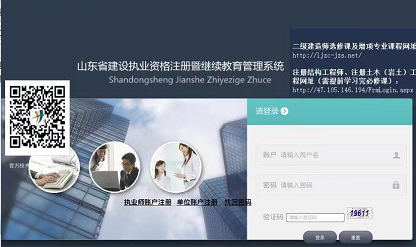 二级建造师选修课及增项专业课程网址
http://ljzc-jzs.net/
注册结构工程师、注册土木（岩土）工
程网址（需提前学习完必修课）：
http://47.105.146.194/FrmLogin.aspx
山东省建设执业资格注册暨继续教育管理系统
Shandongsheng Jianshe Zhiyezige Zhuce
请登录
账户 请输入用户名
密码 请输入密码
验证码 请输入验证码 19611
登录 重置
官方技术
执业师账户注册 单位账户注册 找回密码